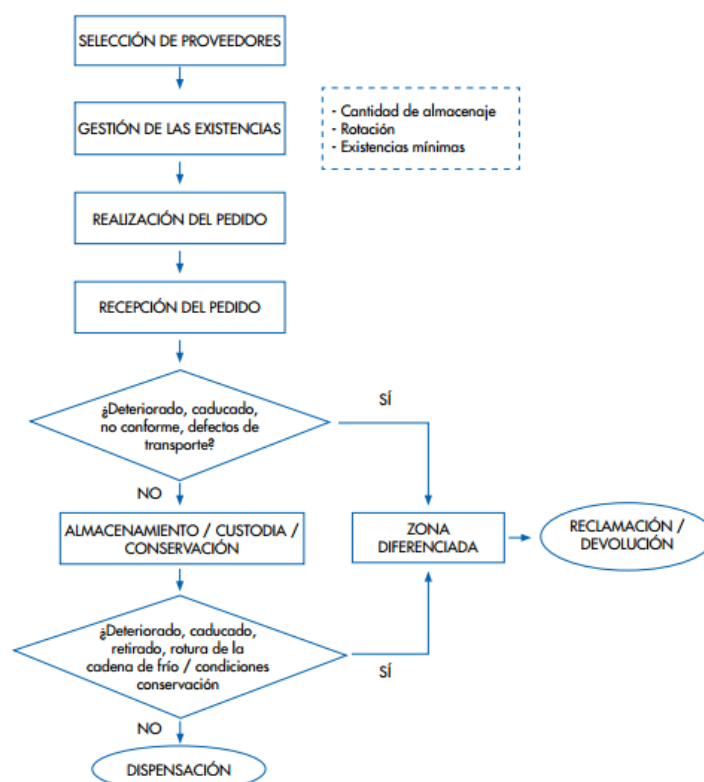 SELECCIÓN DE PROVEEDORES
GESTIÓN DE LAS EXISTENCIAS
- Cantidad de almacenaje
- Rotación
- Existencias mínimas
REALIZACIÓN DEL PEDIDO
RECEPCIÓN DEL PEDIDO
¿Deteriorado, caducado,
no conforme, defectos de
transporte?
SÍ
NO
ALMACENAMIENTO / CUSTODIA /
CONSERVACIÓN
ZONA
DIFERENCIADA
RECLAMACIÓN /
DEVOLUCIÓN
¿Deteriorado, caducado,
retirado, rotura de la
cadena de frío / condiciones
conservación
SÍ
NO
DISPENSACIÓN